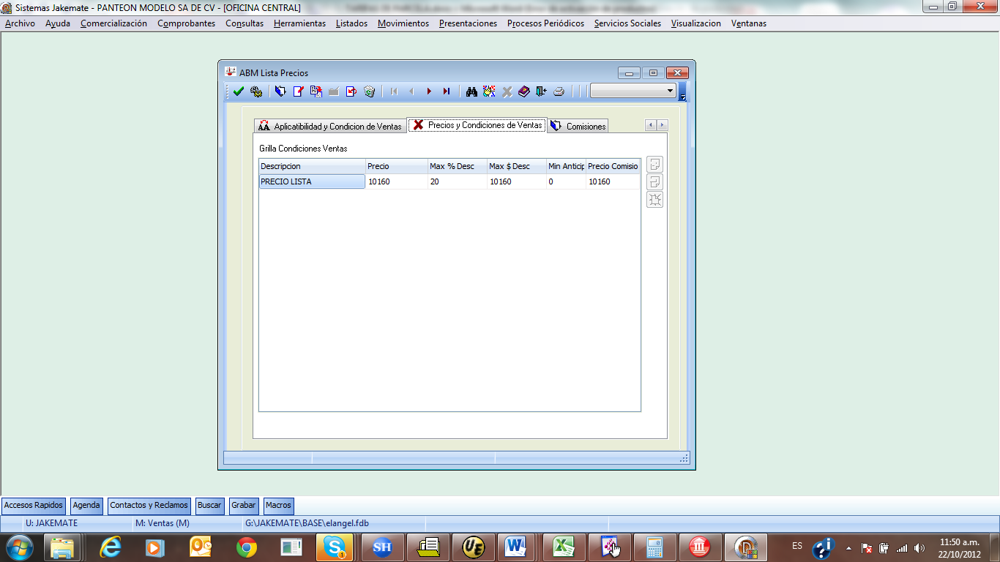 Sistemas Jakemate - PANTEON MODELO SA DE CV - [OFICINA CENTRAL]
Archivo Ayuda Comercialización Comprobantes Consultas Herramientas Listados Movimientos Presentaciones Procesos Periódicos Servicios Sociales Visualizacion Ventanas
ABM Lista Precios
Aplicatibilidad y Condicion de Ventas Precios y Condiciones de Ventas Comisiones
Grilla Condiciones Ventas
Descripcion Precio Max % Desc Max $ Desc Min Anticip Precio Comisio
PRECIO LISTA 10160 20 10160 0 10160
Accesos Rapidos Agenda Contactos y Reclamos Buscar Grabar Macros
U: JAKEMATE M: Ventas (M) G:\JAKEMATE\BASE\elangel.fdb
SH UE ES 11:50 a.m.
22/10/2012